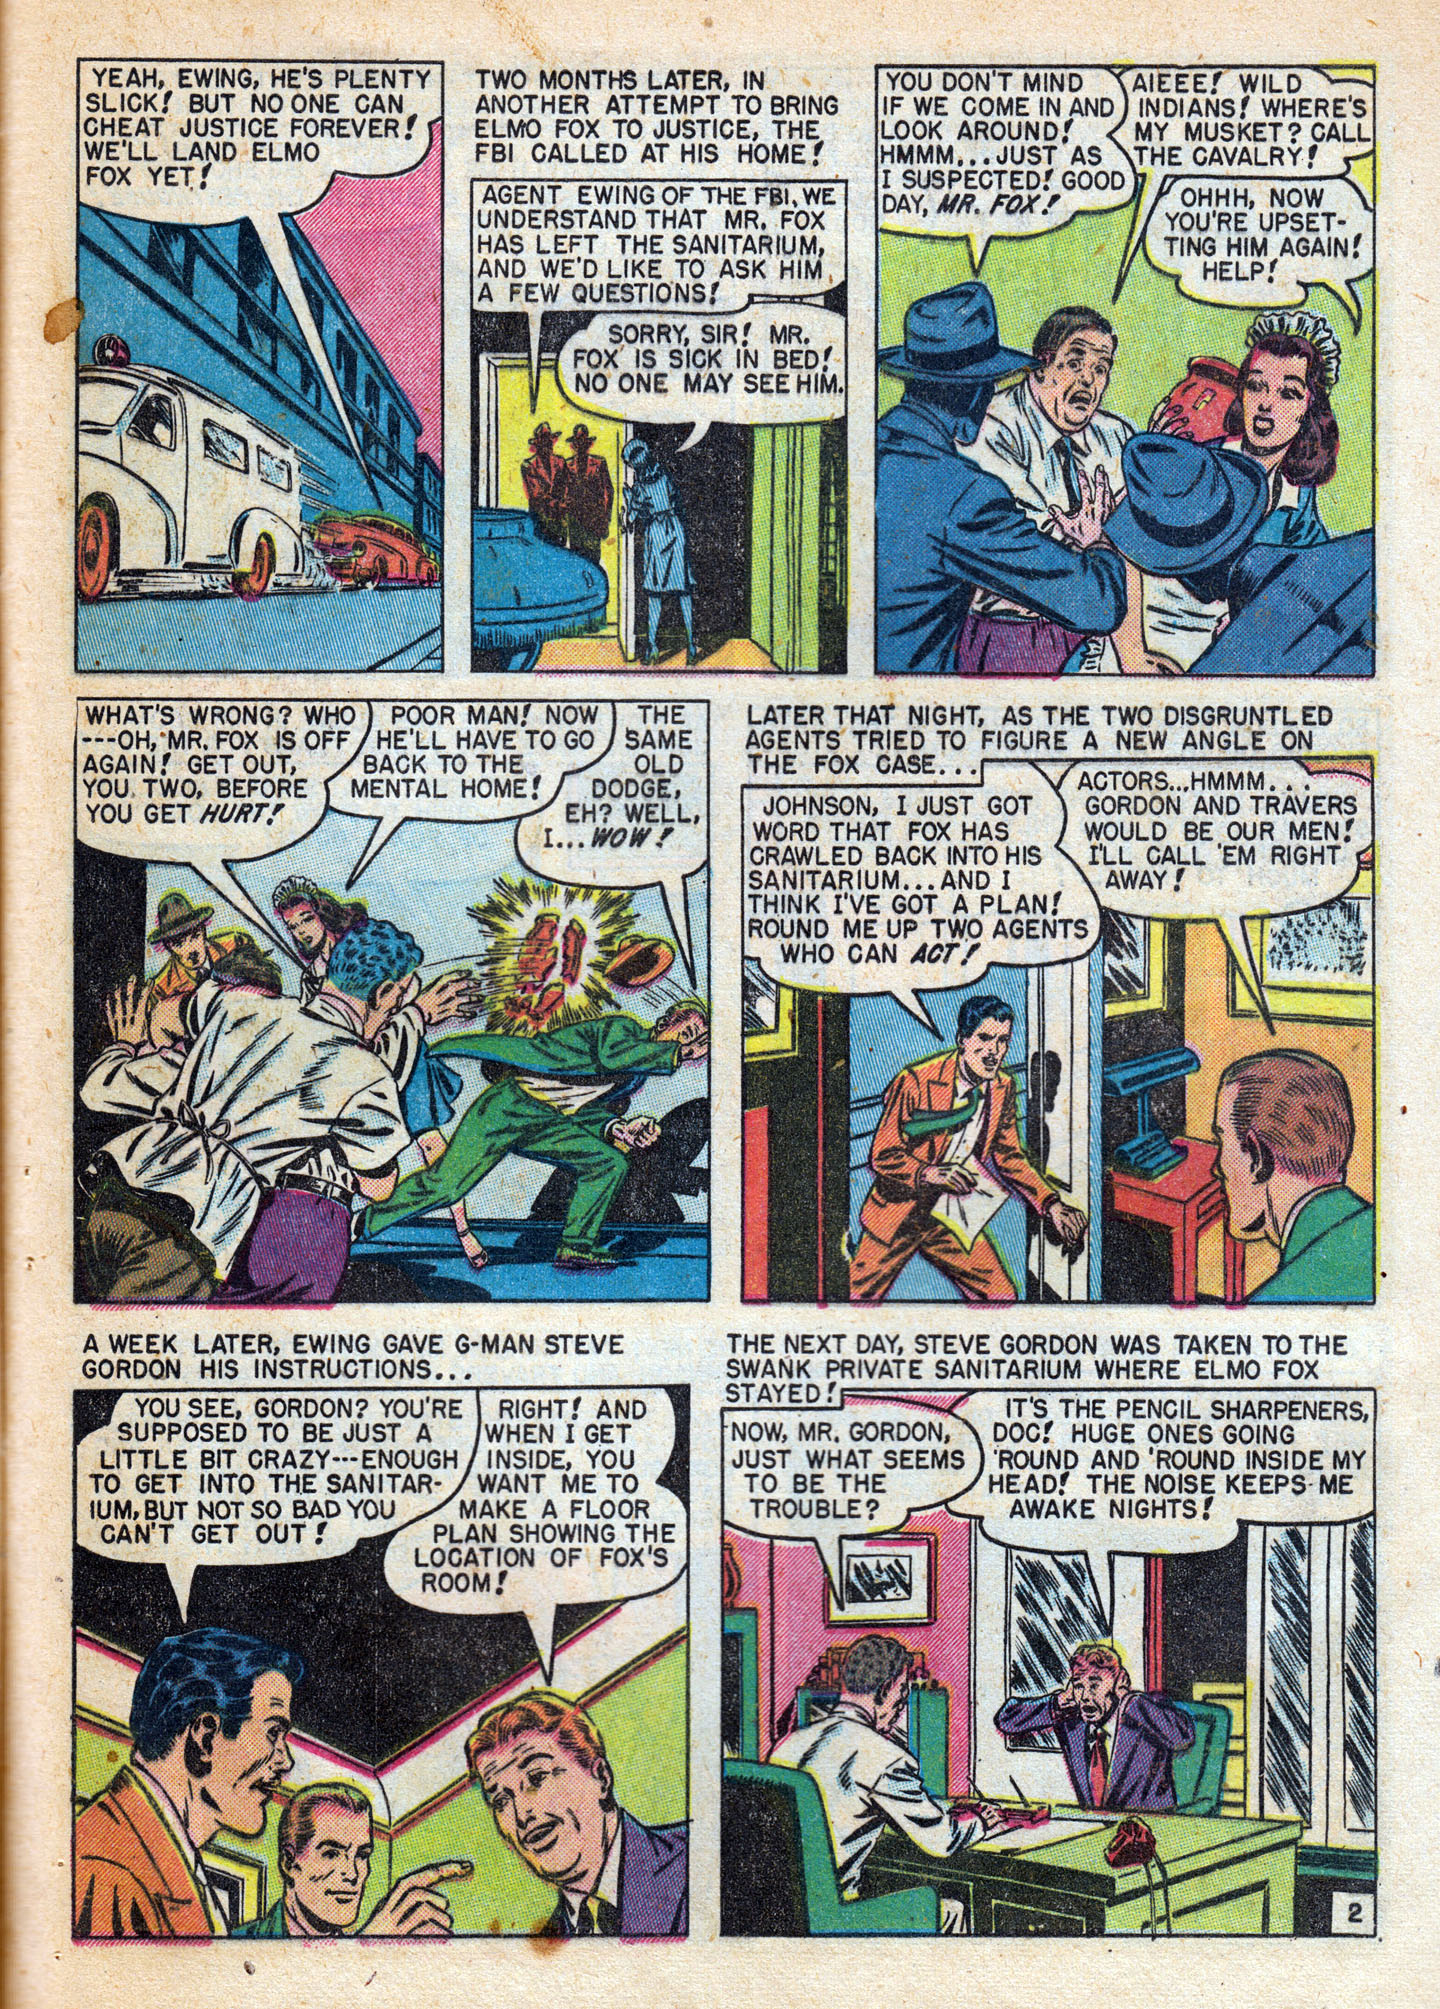 YEAH, EWING, HE'S PLENTY
SLICK! BUT NO ONE CAN
CHEAT JUSTICE FOREVER!
WE'LL LAND ELMO
FOX YET!
TWO MONTHS LATER, IN
ANOTHER ATTEMPT TO BRING
ELMO FOX TO JUSTICE, THE
FBI CALLED AT HIS HOME!
AGENT EWING OF THE FBI. WE
UNDERSTAND THAT MR. FOX
HAS LEFT THE SANITARIUM,
AND WE'D LIKE TO ASK HIM
A FEW QUESTIONS!
SORRY, SIR! MR.
FOX IS SICK IN BED!
NO ONE MAY SEE HIM.
YOU DON'T MIND
IF WE COME IN AND
LOOK AROUND!
HMMM...JUST AS
I SUSPECTED! GOOD
DAY, MR. FOX!
AIEEE! WILD
INDIANS! WHERE'S
MY MUSKET? CALL
THE CAVALRY!
OHHH, NOW
YOU'RE UPSET-
TING HIM AGAIN!
HELP!
WHAT'S WRONG? WHO
---OH, MR. FOX IS OFF
AGAIN! GET OUT,
YOU TWO, BEFORE
YOU GET HURT!
POOR MAN! NOW
HE'LL HAVE TO GO
BACK TO THE
MENTAL HOME!
THE
SAME
OLD
DODGE,
EH? WELL,
I...WOW!
LATER THAT NIGHT, AS THE TWO DISGRUNTLED
AGENTS TRIED TO FIGURE A NEW ANGLE ON
THE FOX CASE...
JOHNSON, I JUST GOT
WORD THAT FOX HAS
CRAWLED BACK INTO HIS
SANITARIUM...AND I
THINK I'VE GOT A PLAN!
ROUND ME UP TWO AGENTS
WHO CAN ACT!
ACTORS...HMMM...
GORDON AND TRAVERS
WOULD BE OUR MEN!
I'LL CALL 'EM RIGHT
AWAY!
A WEEK LATER, EWING GAVE G-MAN STEVE
GORDON HIS INSTRUCTIONS...
YOU SEE, GORDON? YOU'RE
SUPPOSED TO BE JUST A
LITTLE BIT CRAZY---ENOUGH
TO GET INTO THE SANITAR-
IUM, BUT NOT SO BAD YOU
CAN'T GET OUT!
RIGHT! AND
WHEN I GET
INSIDE, YOU
WANT ME TO
MAKE A FLOOR
PLAN SHOWING THE
LOCATION OF FOX'S
ROOM!
THE NEXT DAY, STEVE GORDON WAS TAKEN TO THE
SWANK PRIVATE SANITARIUM WHERE ELMO FOX
STAYED!
NOW, MR. GORDON,
JUST WHAT SEEMS
TO BE THE
TROUBLE?
IT'S THE PENCIL SHARPENERS,
DOC! HUGE ONES GOING
'ROUND AND 'ROUND INSIDE MY
HEAD! THE NOISE KEEPS ME
AWAKE NIGHTS!
2